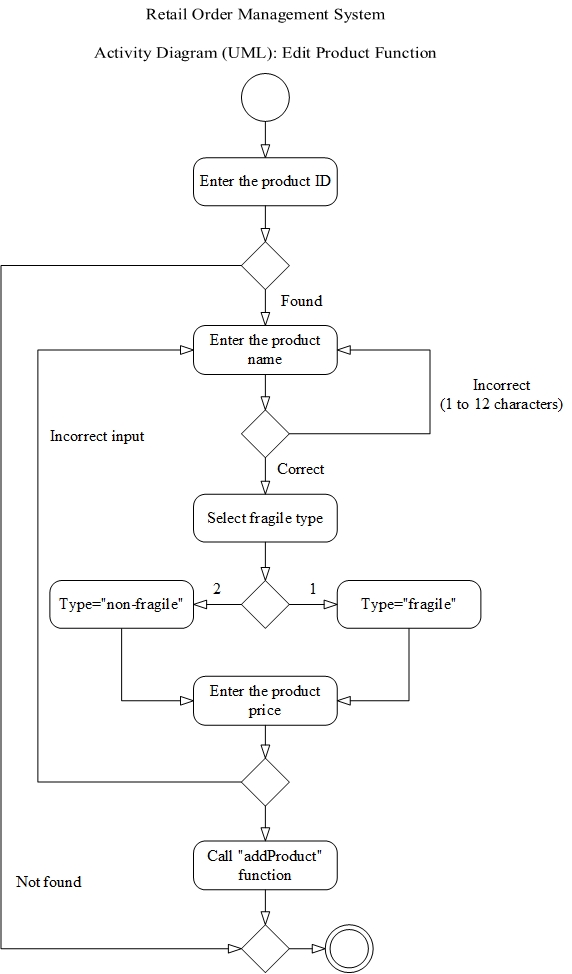 Retail Order Management System
Activity Diagram (UML): Edit Product Function
Enter the product ID
Found
Enter the product
name
Incorrect
(1 to 12 characters)
Incorrect input
Correct
Select fragile type
2
1
Type="non-fragile"
Type="fragile"
Enter the product
price
Call "addProduct"
function
Not found